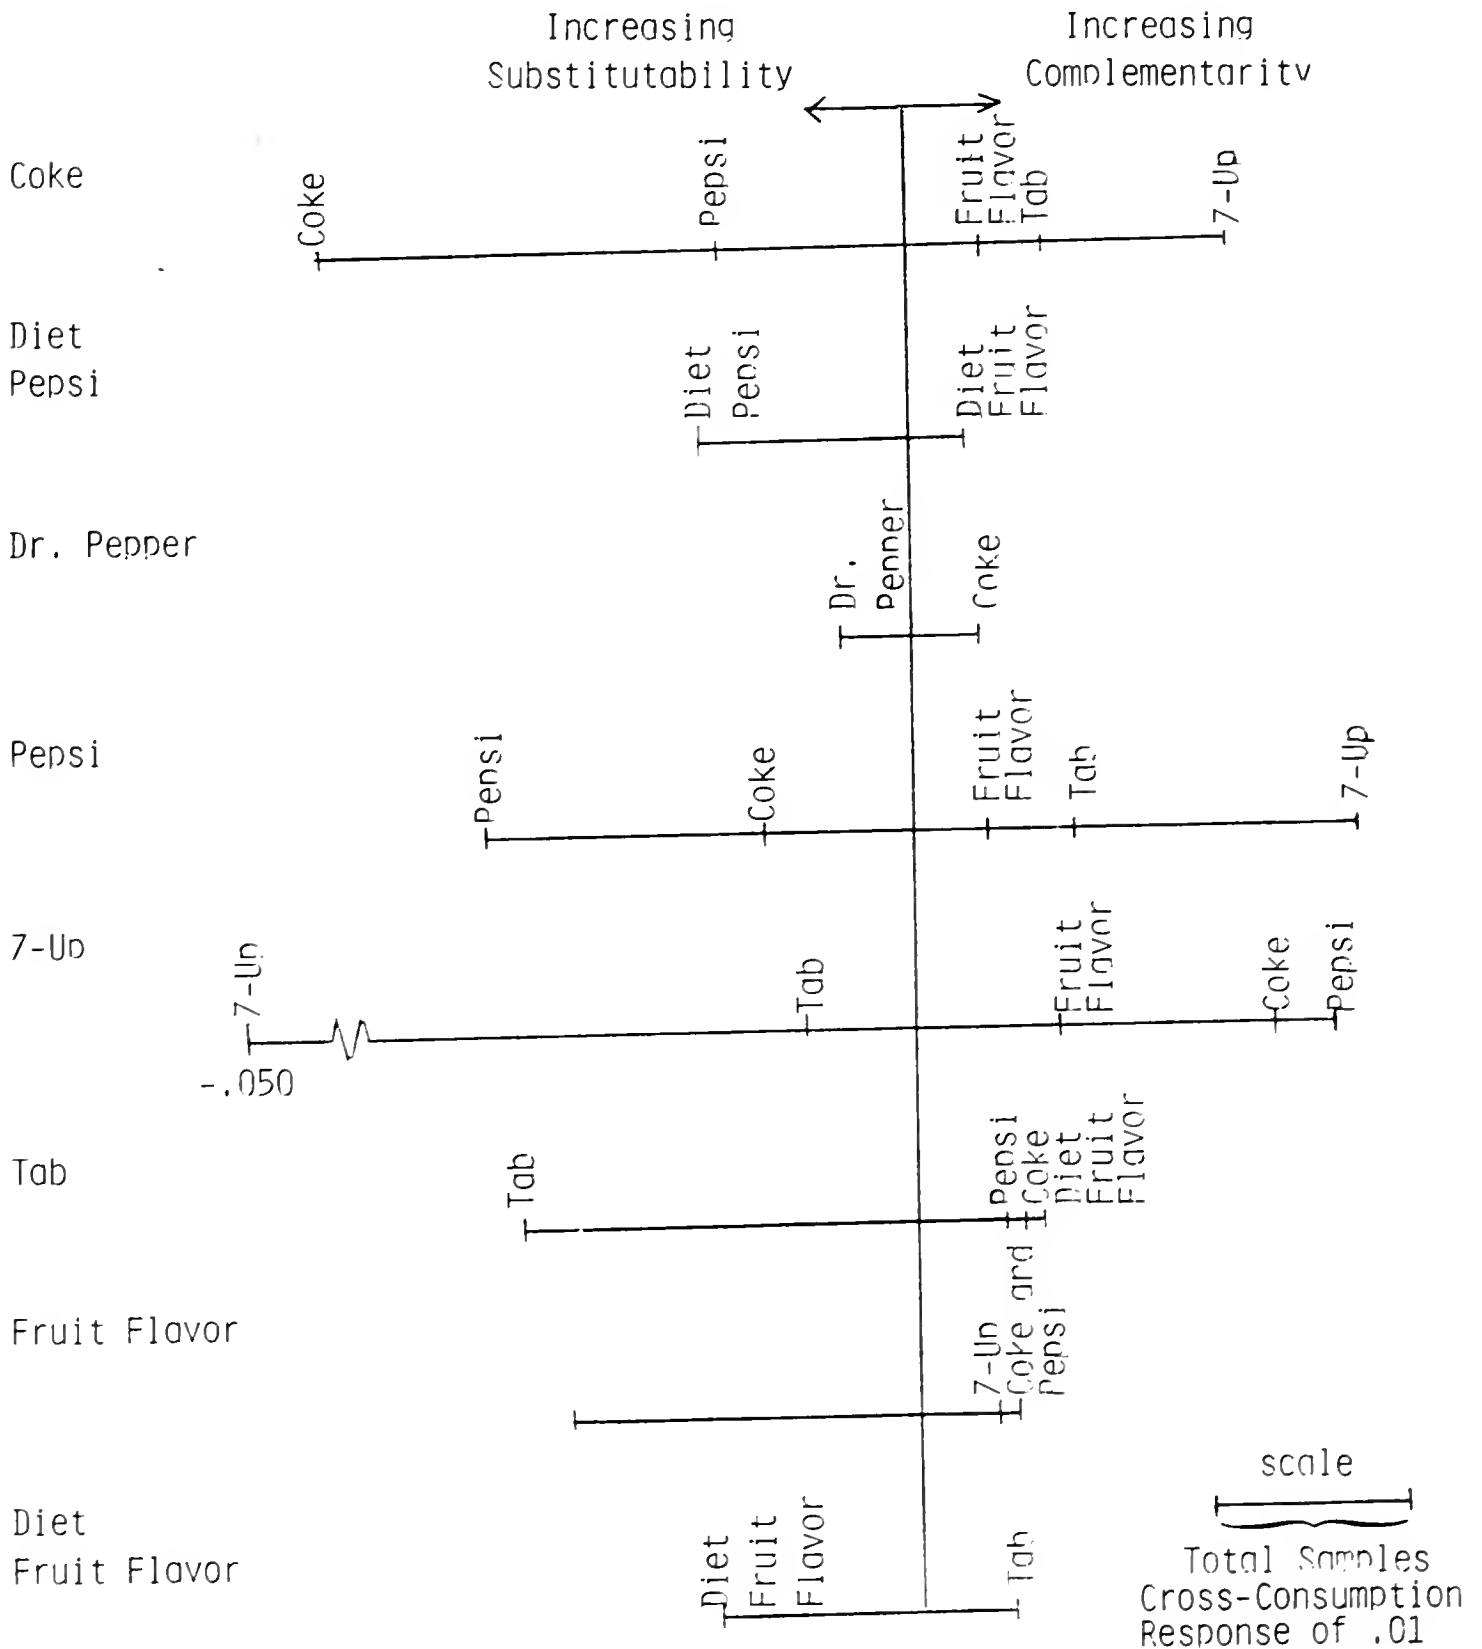 Increasing
Substitutability
Increasing
Complementarity
Coke
Coke
Pepsi
Fruit
Flavor
Tab
7-Up
Diet
Pepsi
Diet
Pepsi
Diet
Fruit
Flavor
Dr. Pepper
Dr.
Pepper
Coke
Pepsi
Pepsi
Coke
Fruit
Flavor
Tab
7-Up
7-Up
7-Up
-.050
Tab
Fruit
Flavor
Coke
Pepsi
Tab
Tab
Pepsi
Coke
Diet
Fruit
Flavor
Fruit Flavor
7-Up
Coke and
Pepsi
Diet
Fruit Flavor
Diet
Fruit
Flavor
Tab
scale
Total Samples
Cross-Consumption
Response of .01